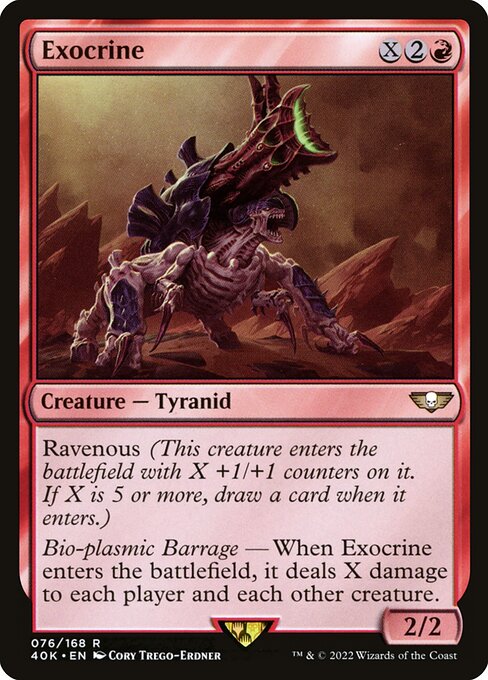 Exocrine X 2
Creature — Tyranid
Ravenous (This creature enters the
battlefield with X +1/+1 counters on it.
If X is 5 or more, draw a card when it
enters.)
Bio-plasmic Barrage — When Exocrine
enters the battlefield, it deals X damage
to each player and each other creature.
2/2
076/168 R
40K • EN Cory Trego-Erdner
™ & © 2022 Wizards of the Coast